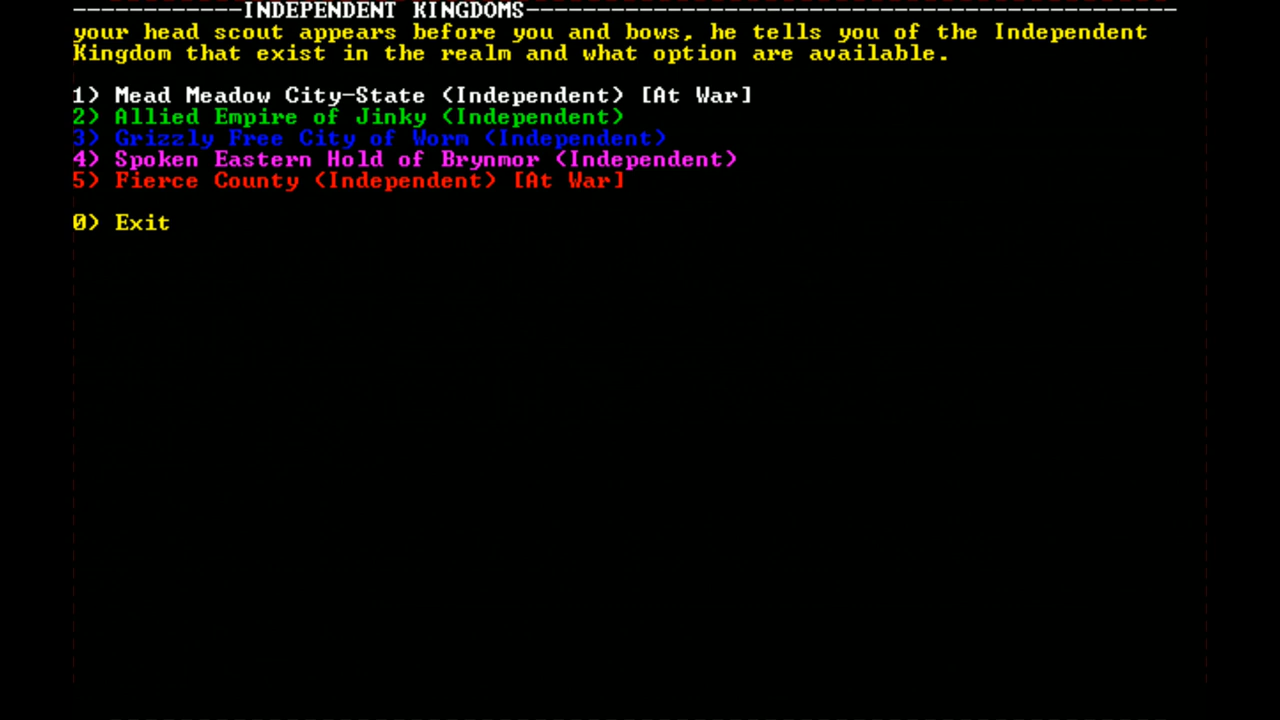 ------------INDEPENDENT KINGDOMS----------------------------------------------
your head scout appears before you and bows, he tells you of the Independent
Kingdom that exist in the realm and what option are available.
1) Mead Meadow City-State (Independent) [At War]
2) Allied Empire of Jinky (Independent)
3) Grizzly Free City of Worm (Independent)
4) Spoken Eastern Hold of Brynmor (Independent)
5) Fierce County (Independent) [At War]
0) Exit